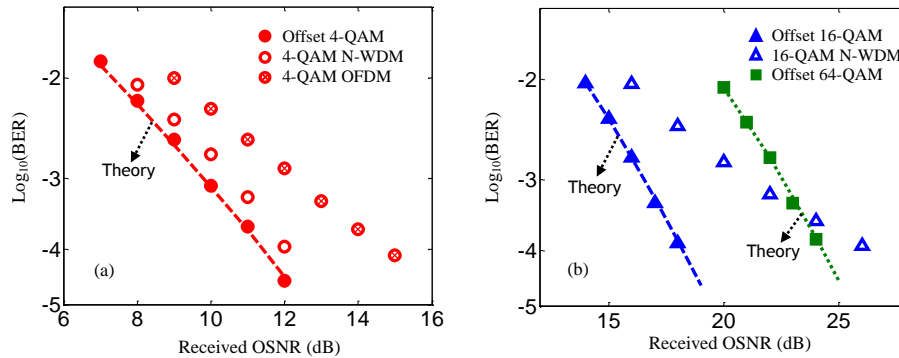 Offset 4-QAM
4-QAM N-WDM
4-QAM OFDM
-2
-3
-4
-5
Log10(BER)
Theory
(a)
6 8 10 12 14 16
Received OSNR (dB)
Offset 16-QAM
16-QAM N-WDM
Offset 64-QAM
-2
-3
-4
-5
Log₁₀(BER)
Theory
Theory
(b)
15 20 25
Received OSNR (dB)